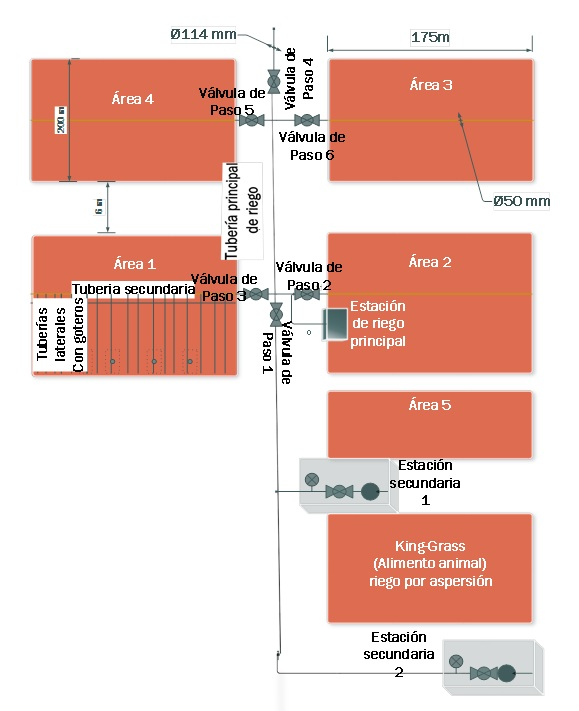 Ø114 mm
175m
Válvula de
Paso 4
Área 4
Válvula de
Paso 5
Área 3
200 m
Válvula de
Paso 6
Ø50 mm
6 m
Tubería principal
de riego
Área 1
Válvula de
Paso 3
Válvula de
Paso 2
Área 2
Tuberia secundaria
Tuberías
laterales
Con goteros
Válvula de
Paso 1
Estación
de riego
principal
Área 5
Estación
secundaria
1
King-Grass
(Alimento animal)
riego por aspersión
Estación
secundaria
2